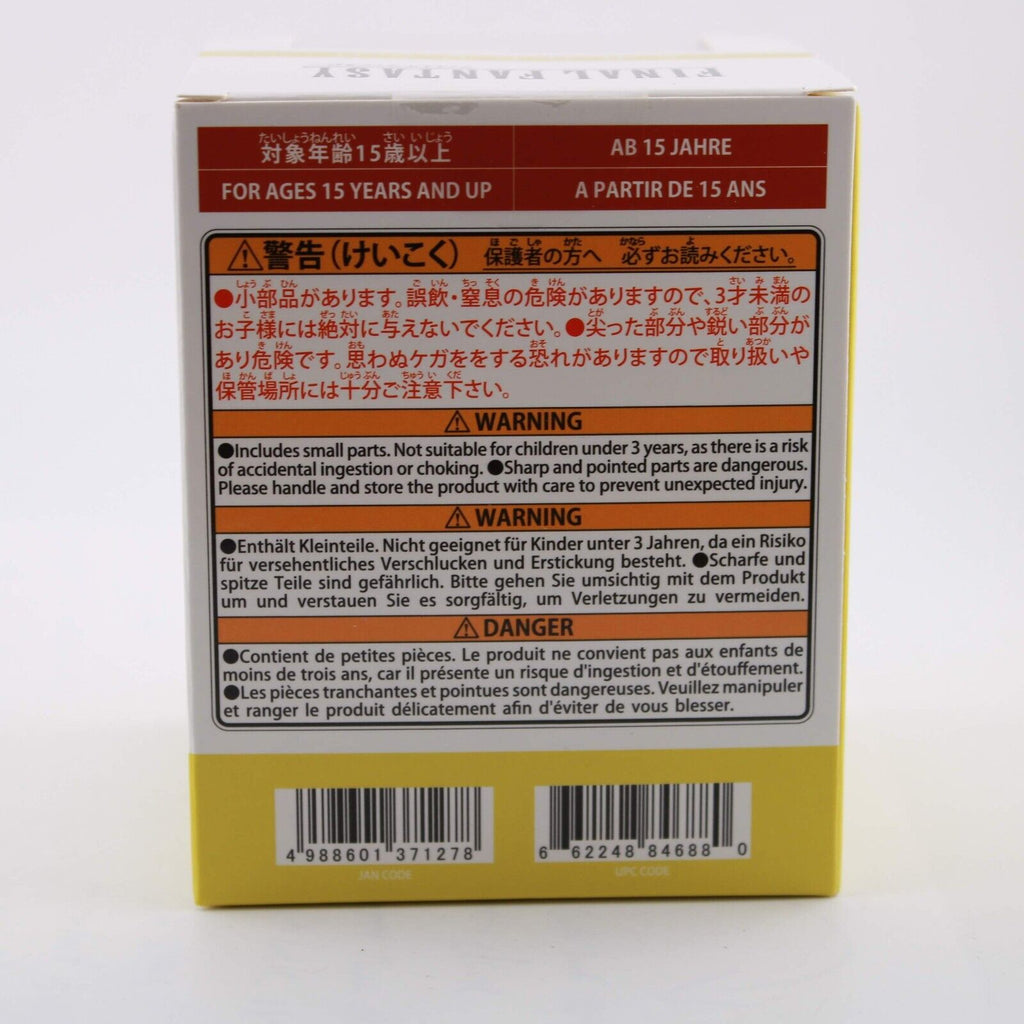 FINAL FANTASY
対象年齢15歳以上
AB 15 JAHRE
FOR AGES 15 YEARS AND UP
A PARTIR DE 15 ANS
⚠警告(けいこく) 保護者の方へ 必ずお読みください。
●小部品があります。誤飲・窒息の危険がありますので、3才未満の
お子様には絶対に与えないでください。●尖った部分や鋭い部分が
あり危険です。思わぬケガををする恐れがありますので取り扱いや
保管場所には十分ご注意下さい。
⚠ WARNING
●Includes small parts. Not suitable for children under 3 years, as there is a risk
of accidental ingestion or choking. ●Sharp and pointed parts are dangerous.
Please handle and store the product with care to prevent unexpected injury.
⚠ WARNING
●Enthält Kleinteile. Nicht geeignet für Kinder unter 3 Jahren, da ein Risiko
für versehentliches Verschlucken und Erstickung besteht. ●Scharfe und
spitze Teile sind gefährlich. Bitte gehen Sie umsichtig mit dem Produkt
um und verstauen Sie es sorgfältig, um Verletzungen zu vermeiden.
⚠ DANGER
●Contient de petites pièces. Le produit ne convient pas aux enfants de
moins de trois ans, car il présente un risque d'ingestion et d'étouffement.
●Les pièces tranchantes et pointues sont dangereuses. Veuillez manipuler
et ranger le produit délicatement afin d'éviter de vous blesser.
4 988601 371278
JAN CODE
6 62248 84688 0
UPC CODE